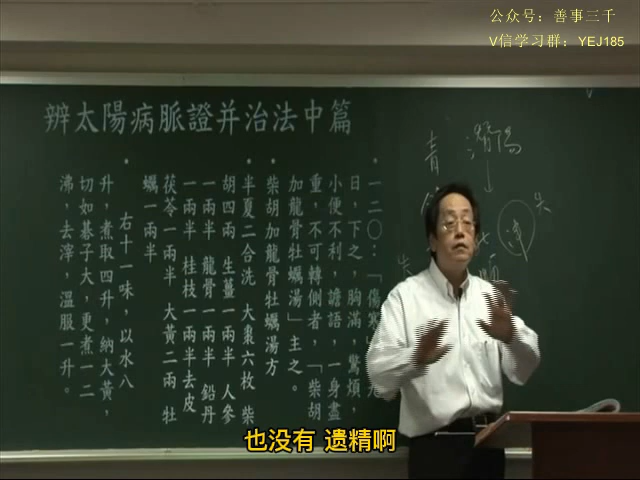 公众号：善事三千
V信学习群：YEJ185
辨太陽病脈證并治法中篇
• 一二○：「傷寒 九
日，下之，胸滿，驚煩，
小便不利，譫語，一身盡
重，不可轉側者，「柴胡
加龍骨牡蠣湯」主之。
• 柴胡加龍骨牡蠣湯方
半夏二合洗 大棗六枚 柴
胡四兩 生薑一兩半 人參
一兩半 龍骨一兩半 鉛丹
一兩半 桂枝一兩半去皮
茯苓一兩半 大黃二兩 牡
蠣一兩半
• 右十一味，以水八
升，煮取四升，納大黃，
切如碁子大，更煮一二
沸，去滓，溫服一升。
潛陽
青
也没有 遗精啊